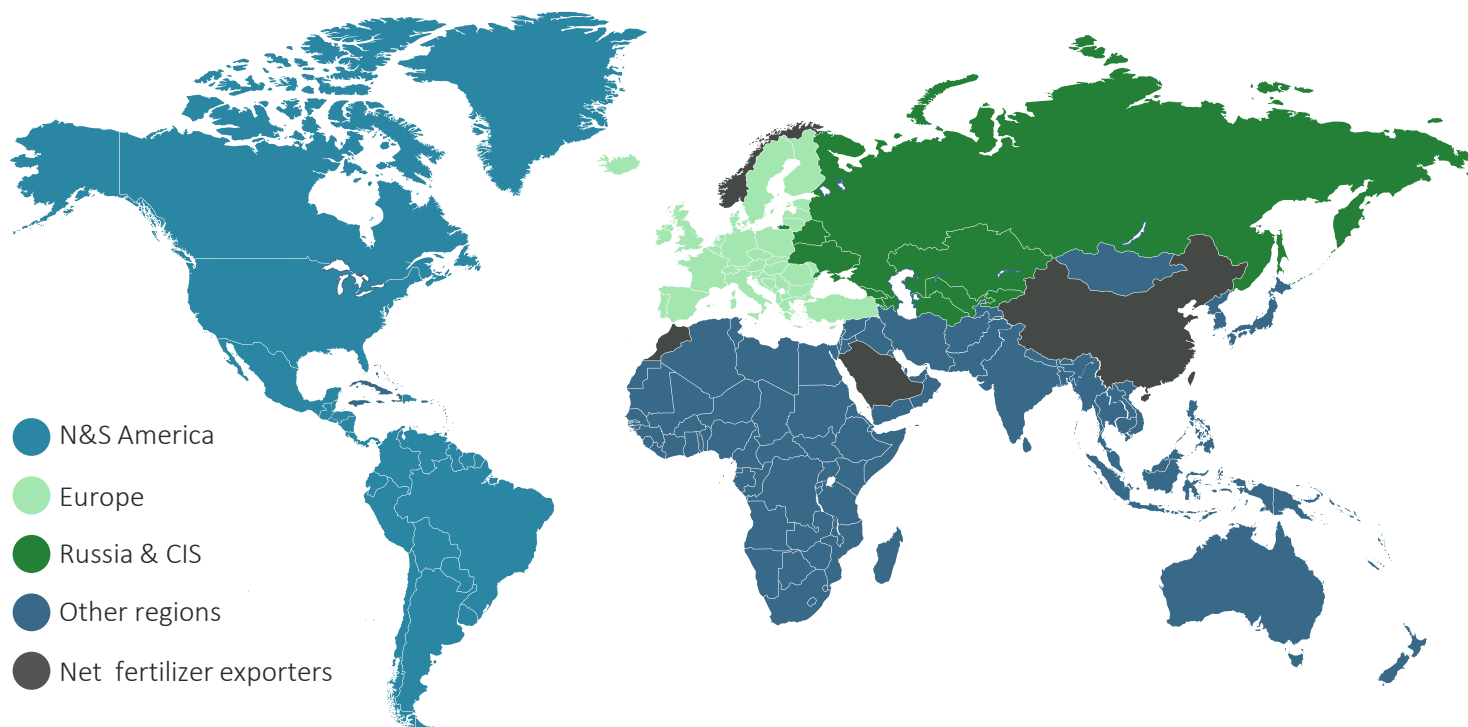 N&S America
Europe
Russia & CIS
Other regions
Net fertilizer exporters